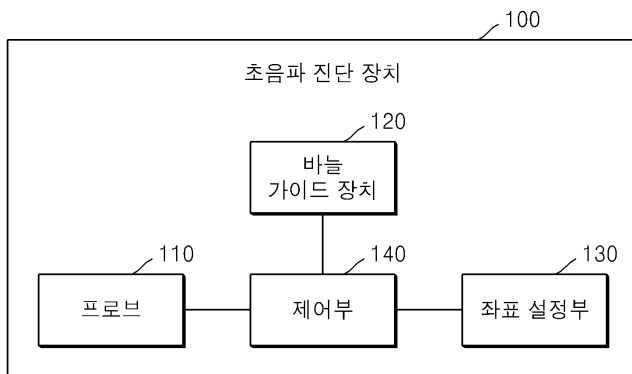 100
초음파 진단 장치
120
바늘
가이드 장치
110
140
130
프로브
제어부
좌표 설정부